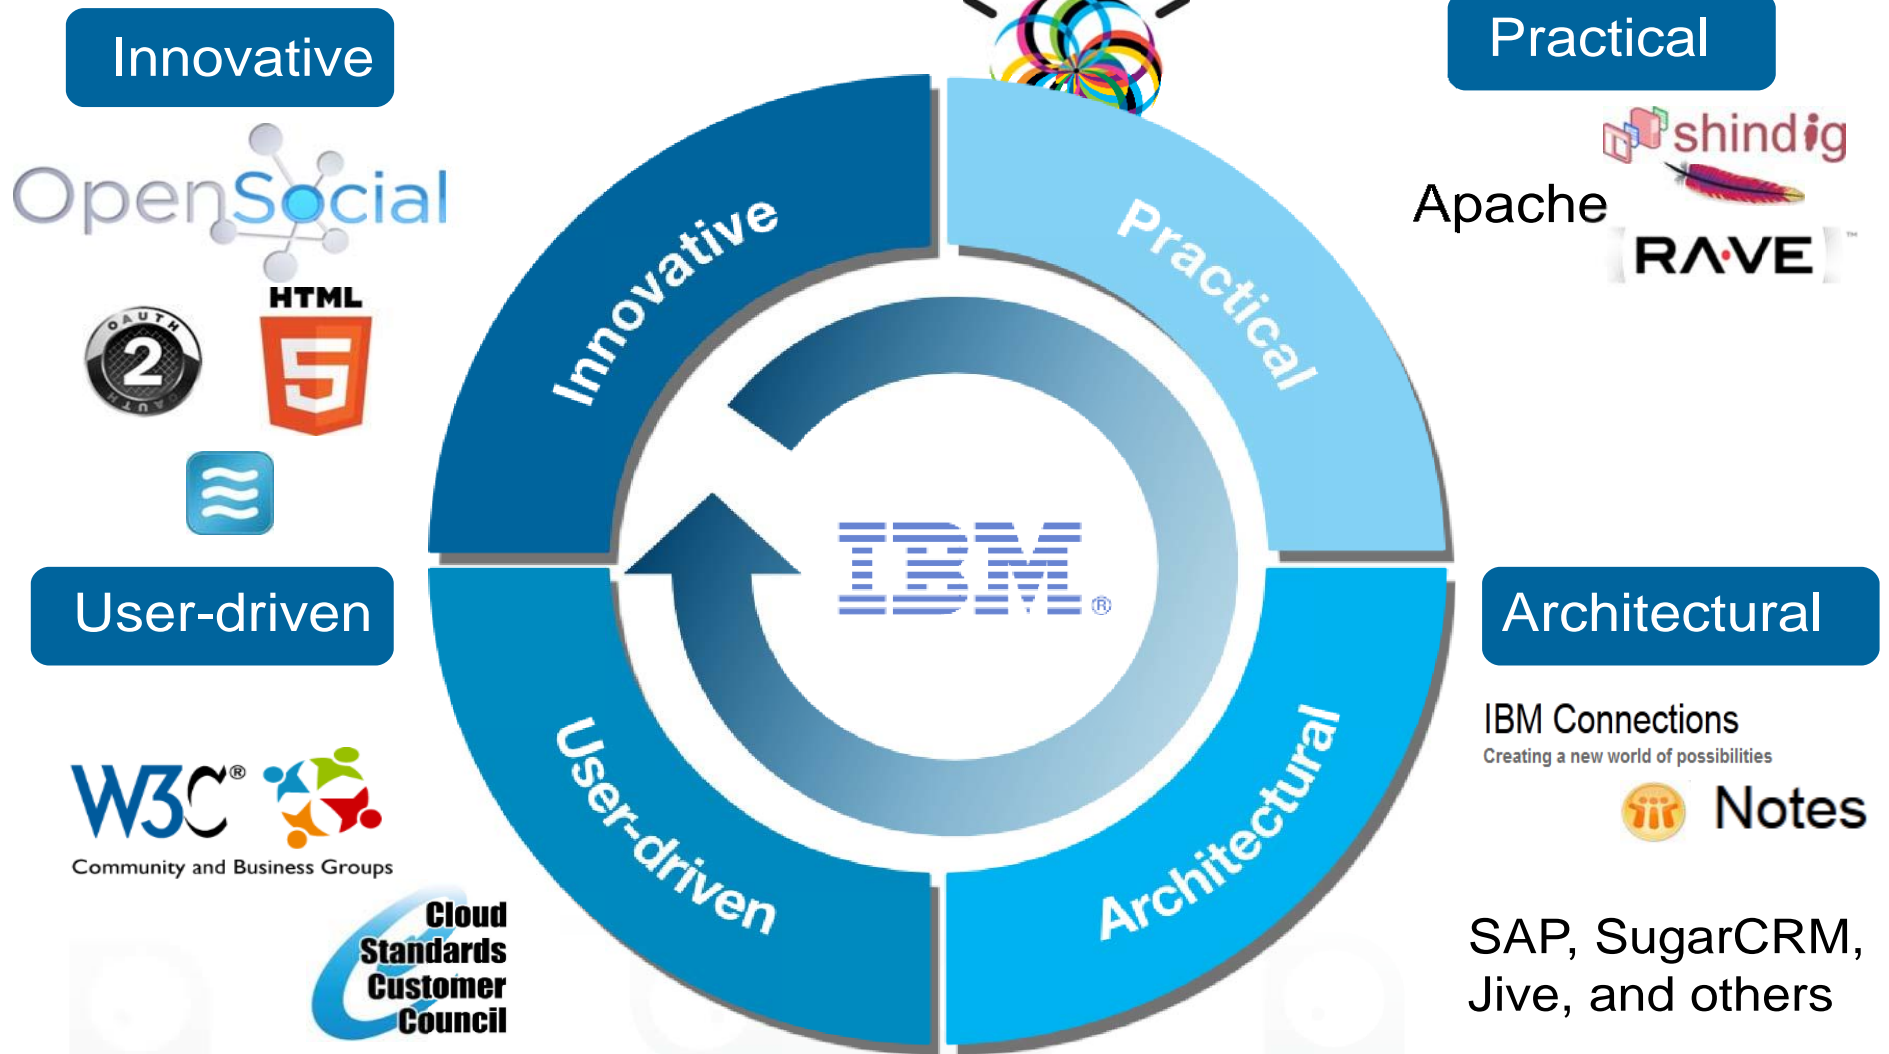 Innovative
Practical
OpenSocial
shindig
Apache
RAVE ™
OAUTH
2
OAUTH
HTML
5
Innovative
Practical
IBM®
User-driven
Architectural
User-driven
Architectural
W3C®
Community and Business Groups
IBM Connections
Creating a new world of possibilities
Notes
Cloud
Standards
Customer
Council
SAP, SugarCRM,
Jive, and others